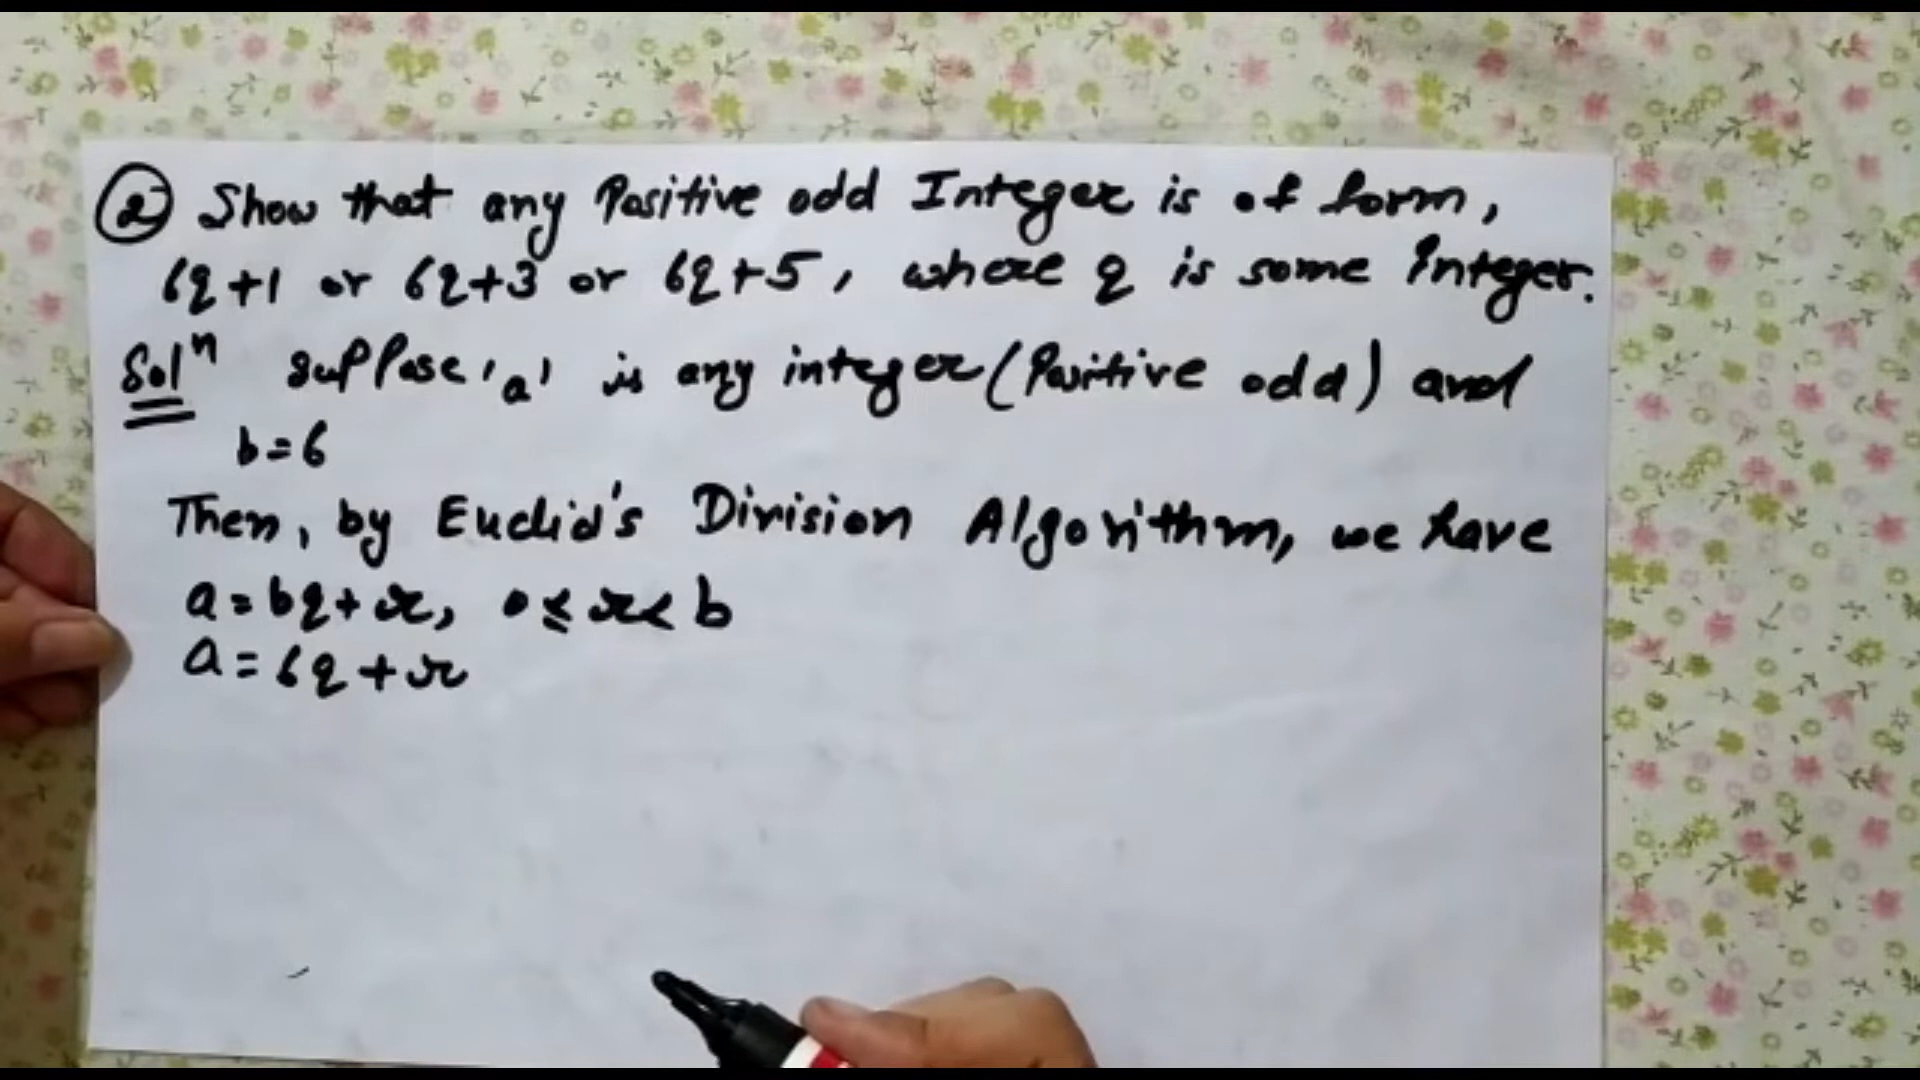 ② Show that any Positive odd Integer is of form,
6q+1 or 6q+3 or 6q+5, where q is some Integer.
Solⁿ Suppose 'a' is any integer (Positive odd) and
b=6
Then, by Euclid's Division Algorithm, we have
a=bq+r, 0≤r<b
a=6q+r